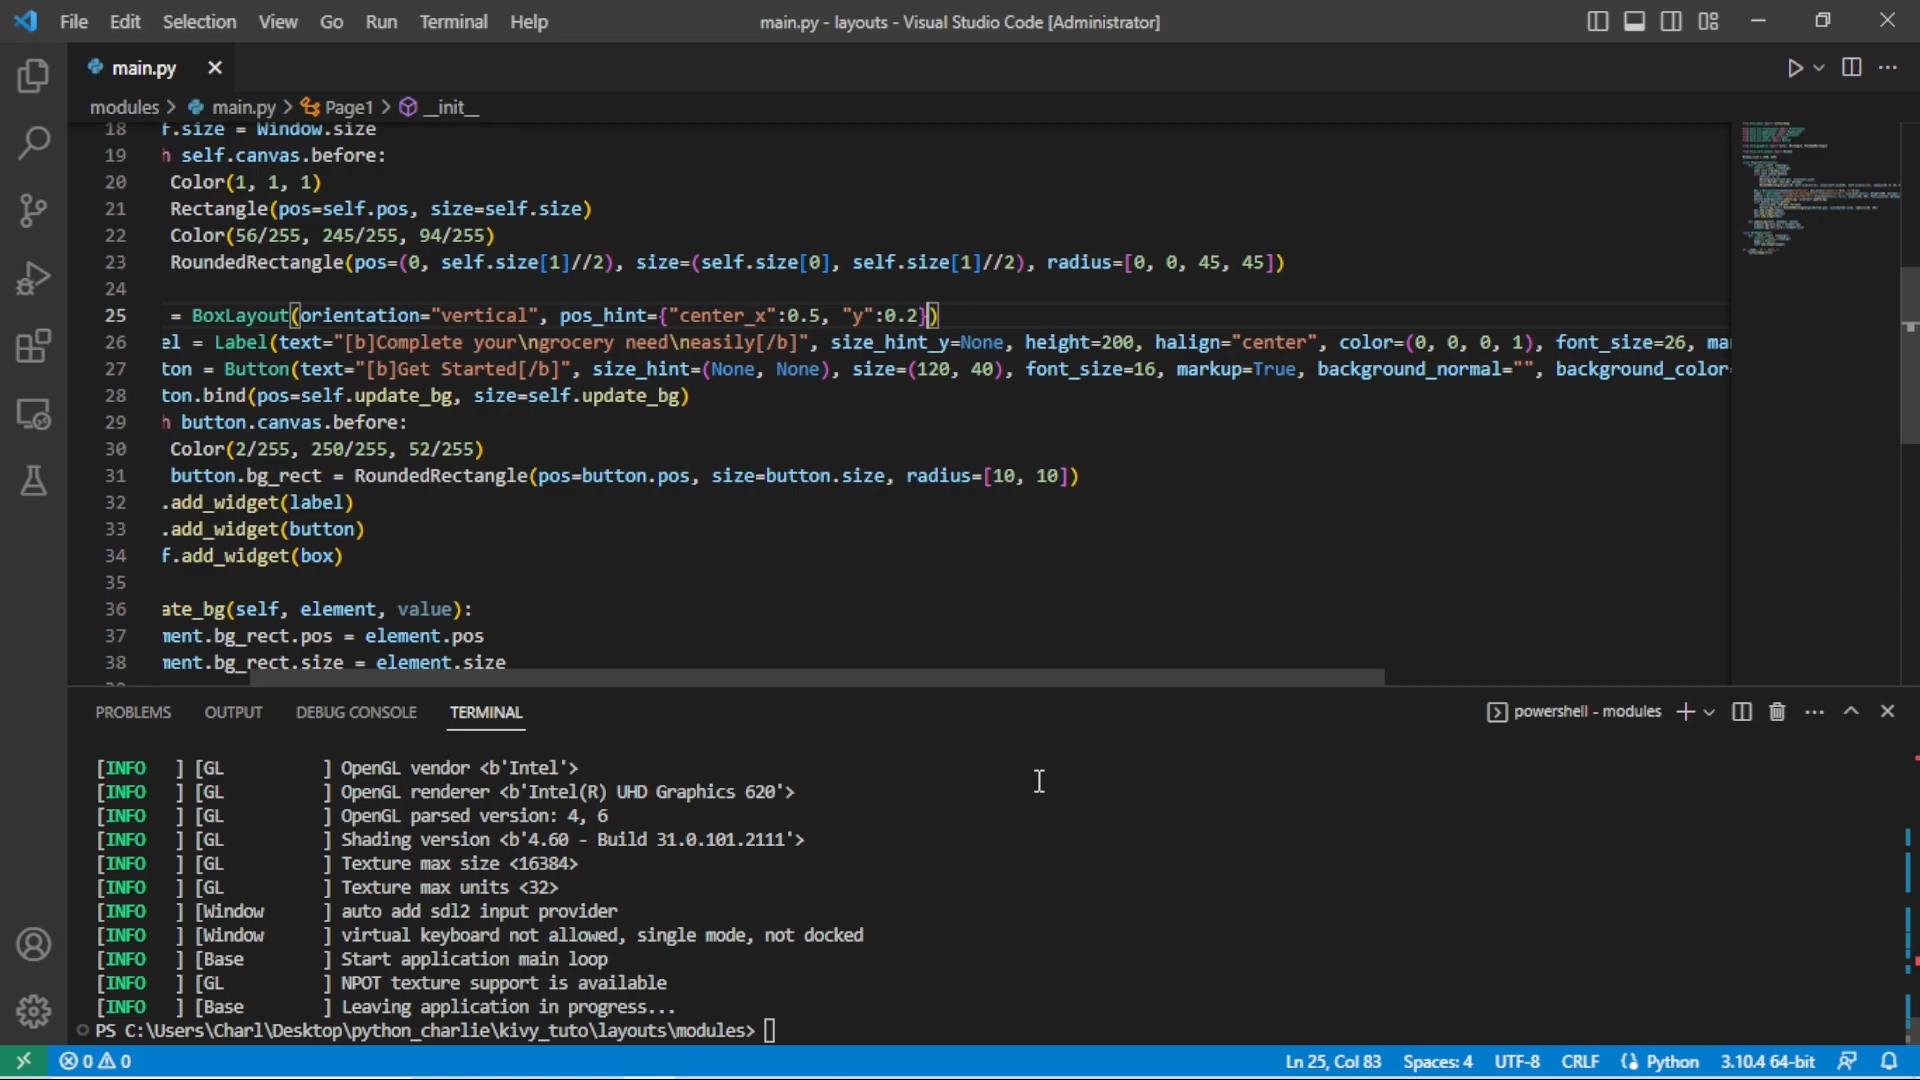 File Edit Selection View Go Run Terminal Help
main.py - layouts - Visual Studio Code [Administrator]
main.py
modules > main.py > Page1 > __init__
18 f.size = Window.size
19 h self.canvas.before:
20 Color(1, 1, 1)
21 Rectangle(pos=self.pos, size=self.size)
22 Color(56/255, 245/255, 94/255)
23 RoundedRectangle(pos=(0, self.size[1]//2), size=(self.size[0], self.size[1]//2), radius=[0, 0, 45, 45])
24
25 = BoxLayout(orientation="vertical", pos_hint={"center_x":0.5, "y":0.2})
26 el = Label(text="[b]Complete your\ngrocery need\neasily[/b]", size_hint_y=None, height=200, halign="center", color=(0, 0, 0, 1), font_size=26, ma
27 ton = Button(text="[b]Get Started[/b]", size_hint=(None, None), size=(120, 40), font_size=16, markup=True, background_normal="", background_color=
28 ton.bind(pos=self.update_bg, size=self.update_bg)
29 h button.canvas.before:
30 Color(2/255, 250/255, 52/255)
31 button.bg_rect = RoundedRectangle(pos=button.pos, size=button.size, radius=[10, 10])
32 .add_widget(label)
33 .add_widget(button)
34 f.add_widget(box)
35
36 ate_bg(self, element, value):
37 ment.bg_rect.pos = element.pos
38 ment.bg_rect.size = element.size
PROBLEMS OUTPUT DEBUG CONSOLE TERMINAL
powershell - modules
[INFO ] [GL ] OpenGL vendor <b'Intel'>
[INFO ] [GL ] OpenGL renderer <b'Intel(R) UHD Graphics 620'>
[INFO ] [GL ] OpenGL parsed version: 4, 6
[INFO ] [GL ] Shading version <b'4.60 - Build 31.0.101.2111'>
[INFO ] [GL ] Texture max size <16384>
[INFO ] [GL ] Texture max units <32>
[INFO ] [Window ] auto add sdl2 input provider
[INFO ] [Window ] virtual keyboard not allowed, single mode, not docked
[INFO ] [Base ] Start application main loop
[INFO ] [GL ] NPOT texture support is available
[INFO ] [Base ] Leaving application in progress...
PS C:\Users\Charl\Desktop\python_charlie\kivy_tuto\layouts\modules>
0 0 Ln 25, Col 83 Spaces: 4 UTF-8 CRLF Python 3.10.4 64-bit